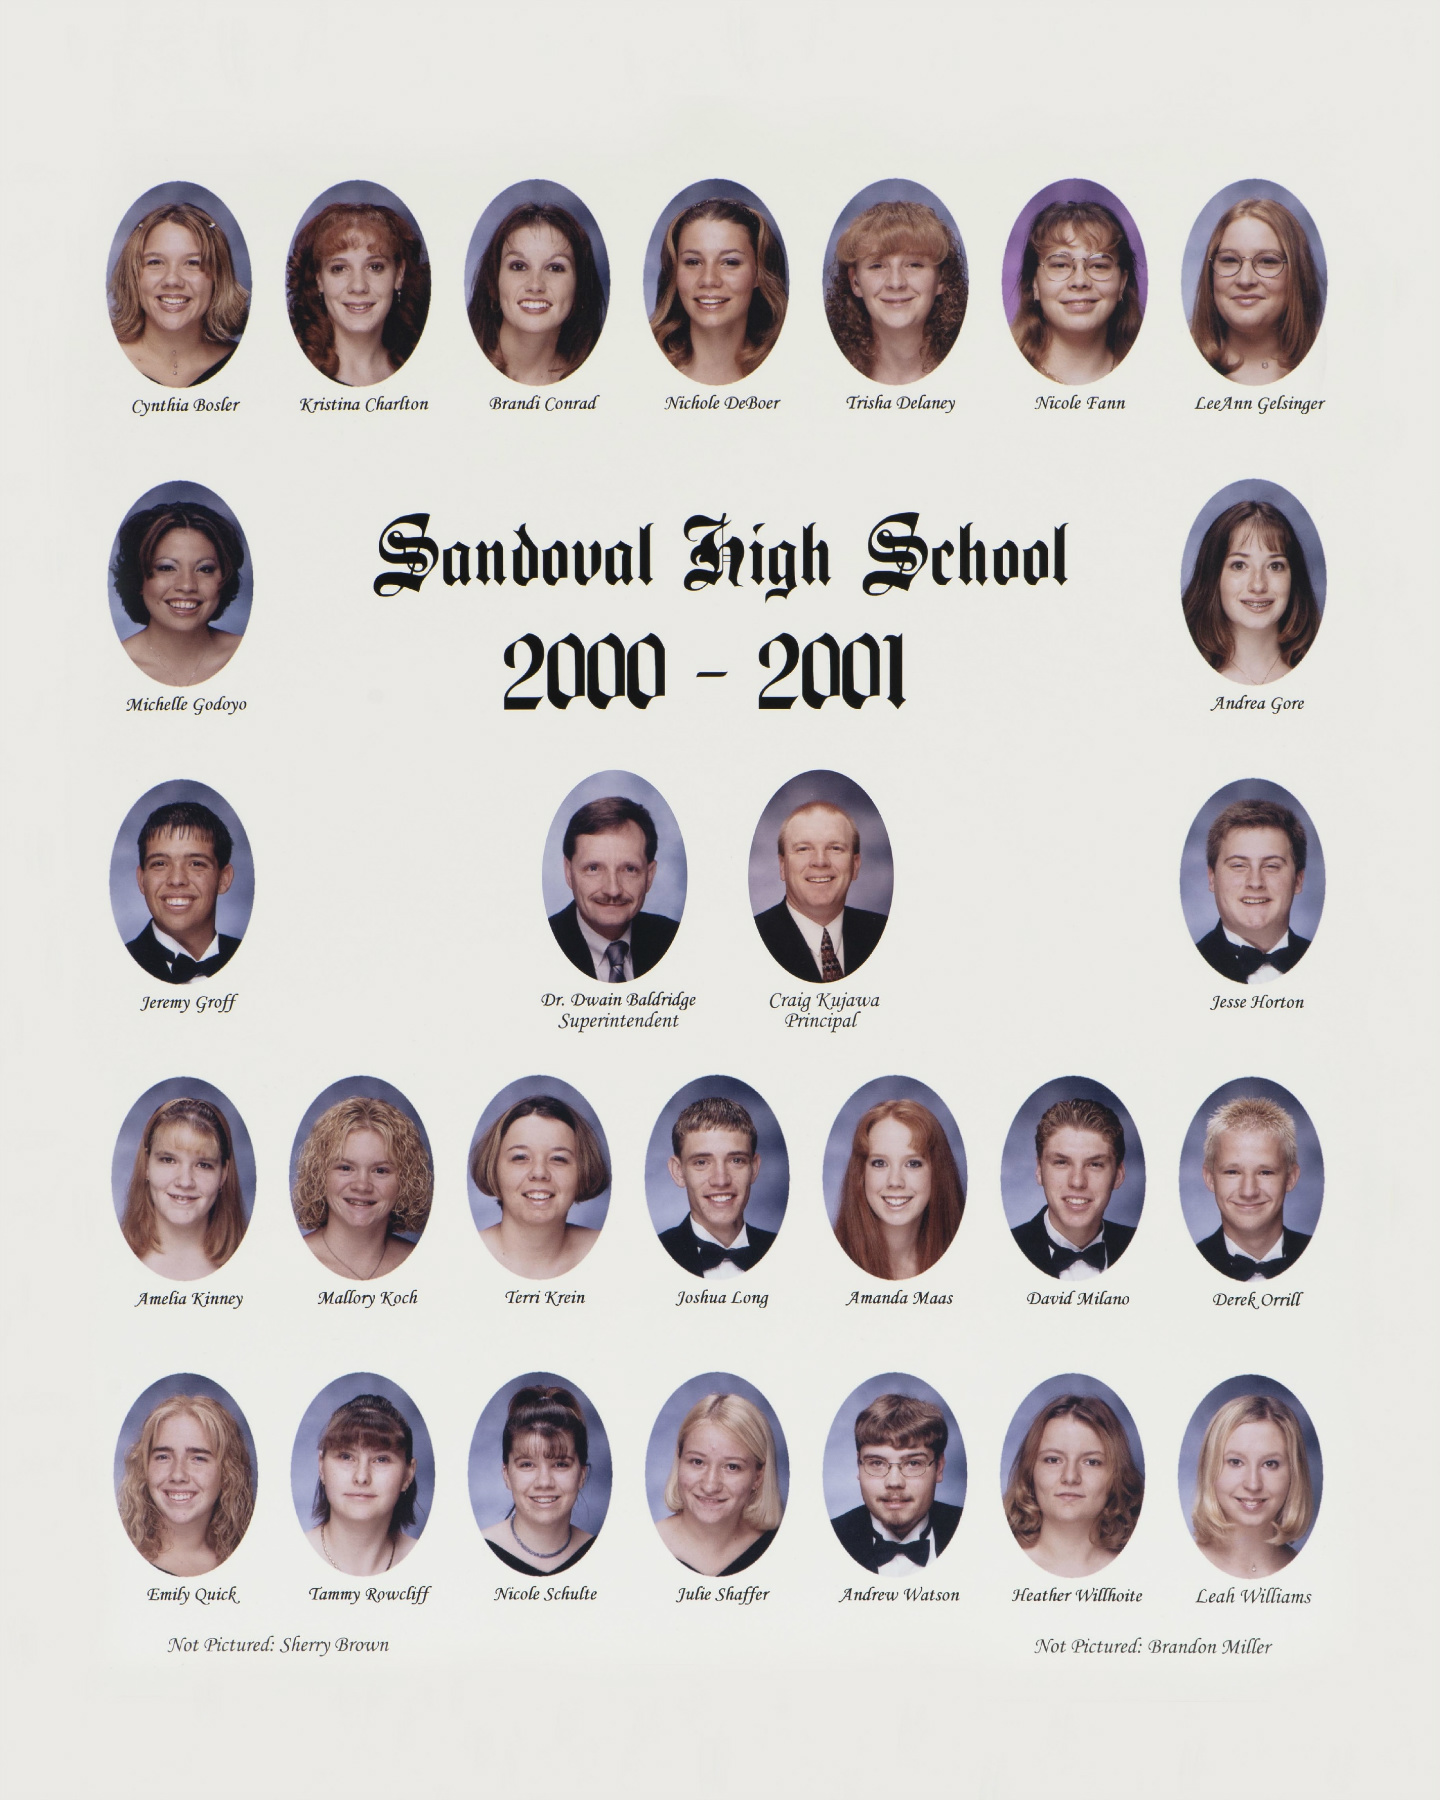 Cynthia Bosler
Kristina Charlton
Brandi Conrad
Nichole DeBoer
Trisha Delaney
Nicole Fann
LeeAnn Gelsinger
Sandoval High School
2000 - 2001
Michelle Godoyo
Andrea Gore
Jeremy Groff
Dr. Dwain Baldridge
Superintendent
Craig Kujawa
Principal
Jesse Horton
Amelia Kinney
Mallory Koch
Terri Krein
Joshua Long
Amanda Maas
David Milano
Derek Orrill
Emily Quick
Tammy Rowcliff
Nicole Schulte
Julie Shaffer
Andrew Watson
Heather Willhoite
Leah Williams
Not Pictured: Sherry Brown
Not Pictured: Brandon Miller